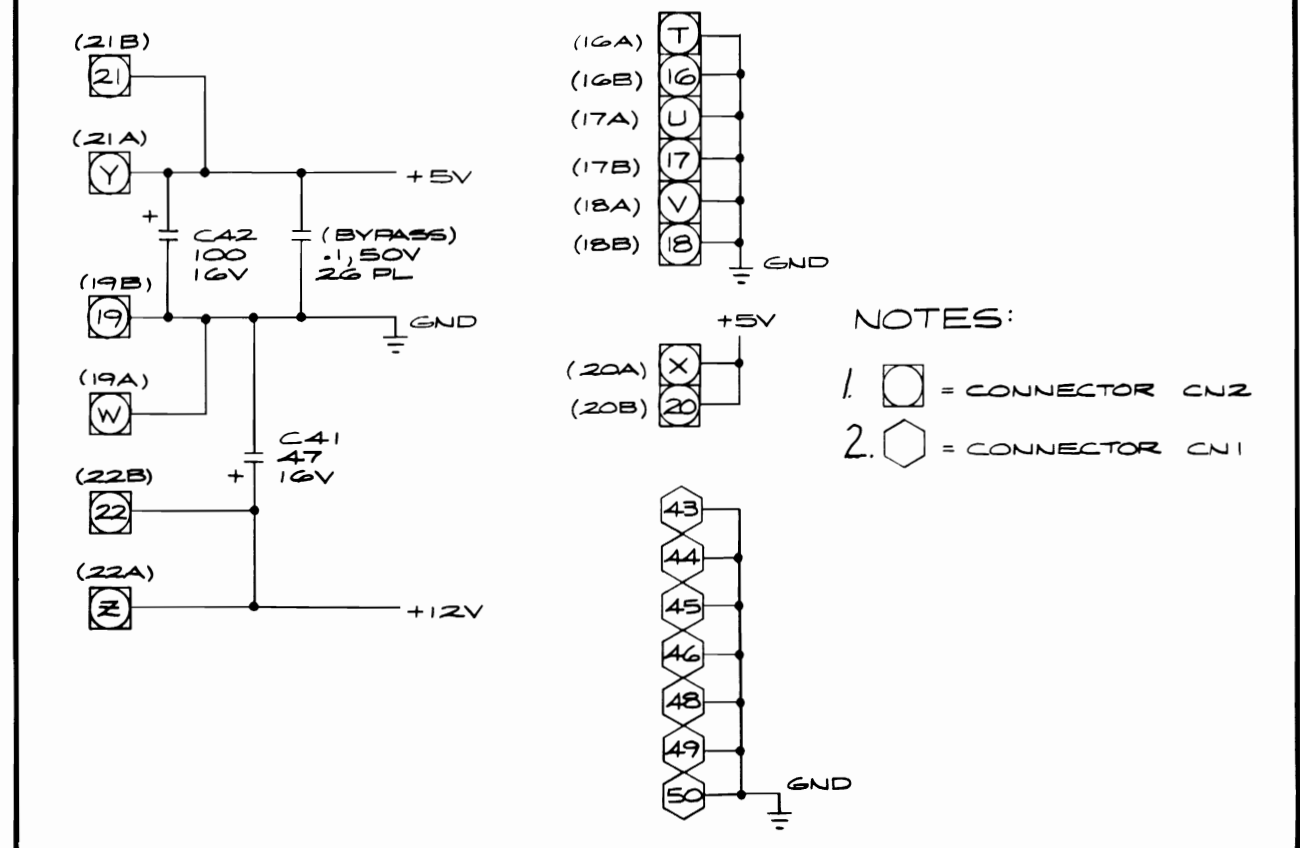 (21B)
21
(21A)
Y
+5V
+
C42
100
16V
(BYPASS)
.1, 50V
26 PL
(19B)
19
GND
(19A)
W
C41
47
16V
+
(22B)
22
(22A)
Z
+12V
(16A) T
(16B) 16
(17A) U
(17B) 17
(18A) V
(18B) 18
GND
+5V
(20A) X
(20B) 20
43
44
45
46
48
49
50
GND
NOTES:
1. = CONNECTOR CN2
2. = CONNECTOR CN1